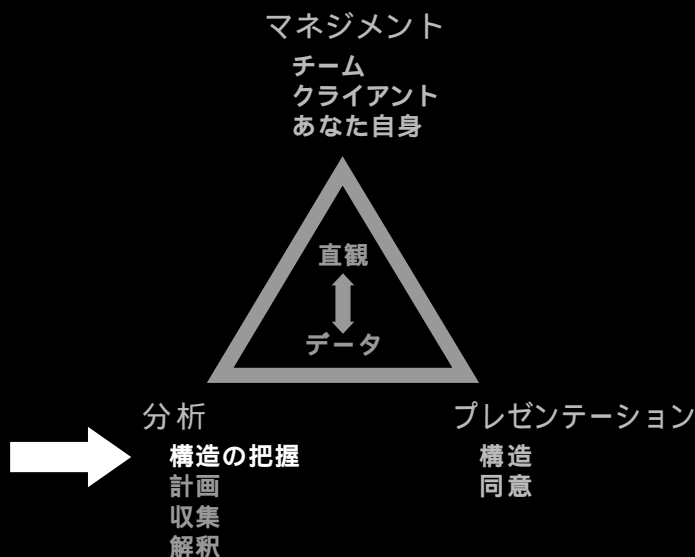 マネジメント
チーム
クライアント
あなた自身
直観
データ
分析
構造の把握
計画
収集
解釈
プレゼンテーション
構造
同意